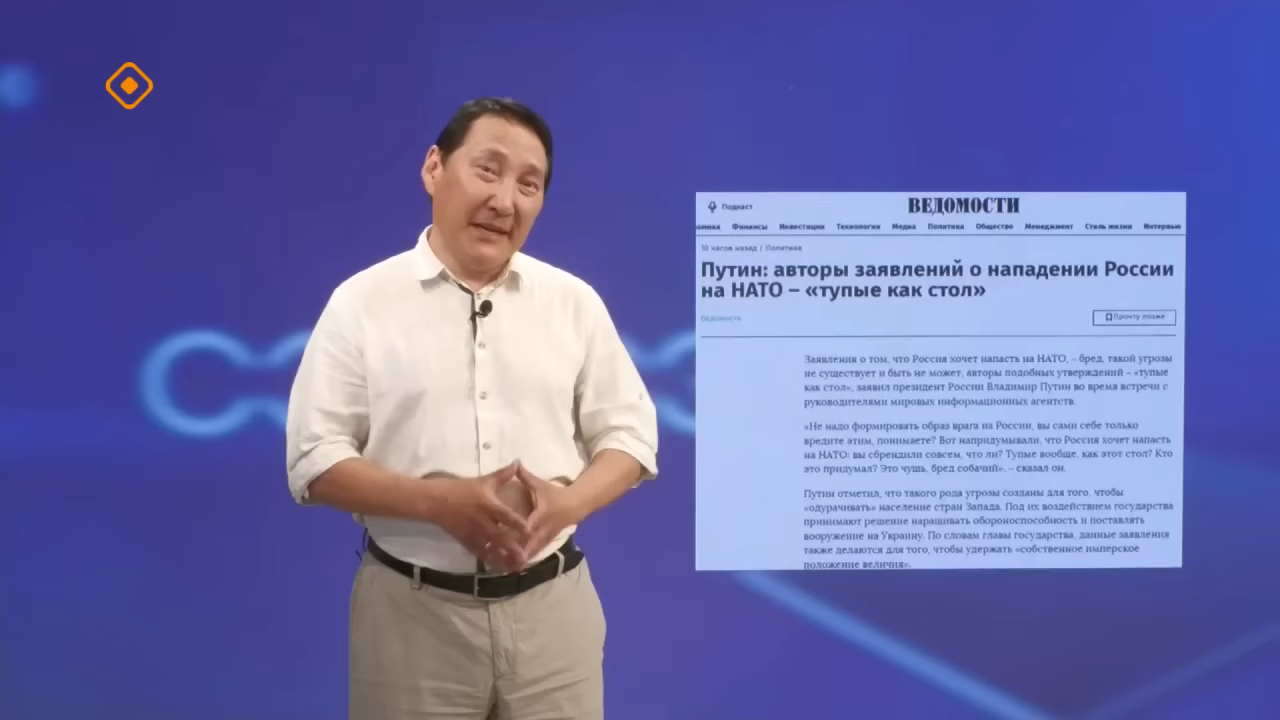 Подкаст
ВЕДОМОСТИ
омика Финансы Инвестиции Технологии Медиа Политика Общество Менеджмент Стиль жизни Интервью
10 часов назад / Политика
Путин: авторы заявлений о нападении России
на НАТО – «тупые как стол»
Ведомости
Прочту позже
Заявления о том, что Россия хочет напасть на НАТО, – бред, такой угрозы
не существует и быть не может, авторы подобных утверждений – «тупые
как стол», заявил президент России Владимир Путин во время встречи с
руководителями мировых информационных агентств.
«Не надо формировать образ врага из России, вы сами себе только
вредите этим, понимаете? Вот напридумывали, что Россия хочет напасть
на НАТО: вы сбрендили совсем, что ли? Тупые вообще, как этот стол? Кто
это придумал? Это чушь, бред собачий», – сказал он.
Путин отметил, что такого рода угрозы созданы для того, чтобы
«одурачивать» население стран Запада. Под их воздействием государства
принимают решение наращивать обороноспособность и поставлять
вооружение на Украину. По словам главы государства, данные заявления
также делаются для того, чтобы удержать «собственное имперское
положение величия».